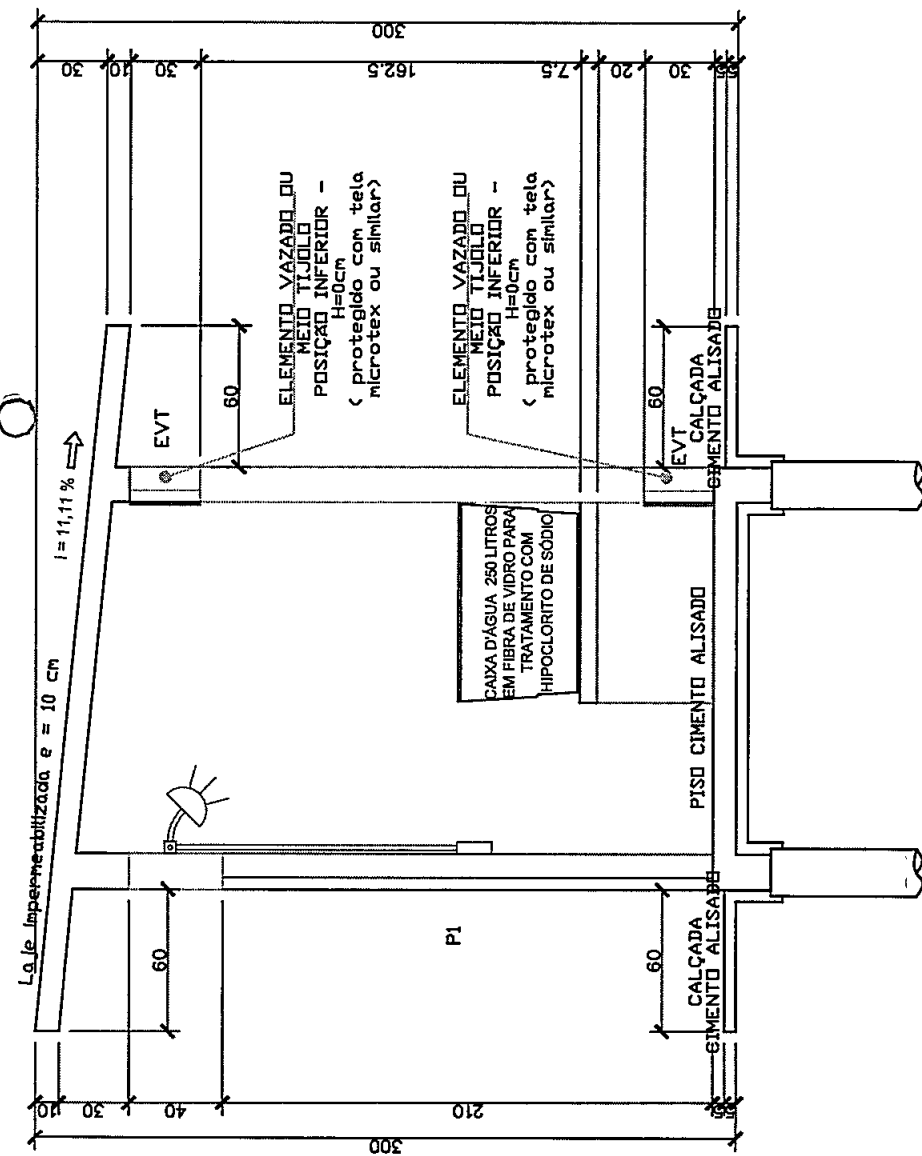 Laje Impermeabilizada e = 10 cm
i = 11,11 %
300
30
10
30
162.5
7.5
20
30
5
5
EVT
60
ELEMENTO VAZADO OU
MEIO TIJOLO
POSIÇÃO INFERIOR -
H=0cm
( protegido com tela
microtex ou similar)
ELEMENTO VAZADO OU
MEIO TIJOLO
POSIÇÃO INFERIOR -
H=0cm
( protegido com tela
microtex ou similar)
60
EVT
CALÇADA
CIMENTO ALISADO
CAIXA D'ÁGUA 250 LITROS
EM FIBRA DE VIDRO PARA
TRATAMENTO COM
HIPOCLORITO DE SÓDIO
PISO CIMENTO ALISADO
60
P1
60
CALÇADA
CIMENTO ALISADO
10
30
40
210
5
5
300